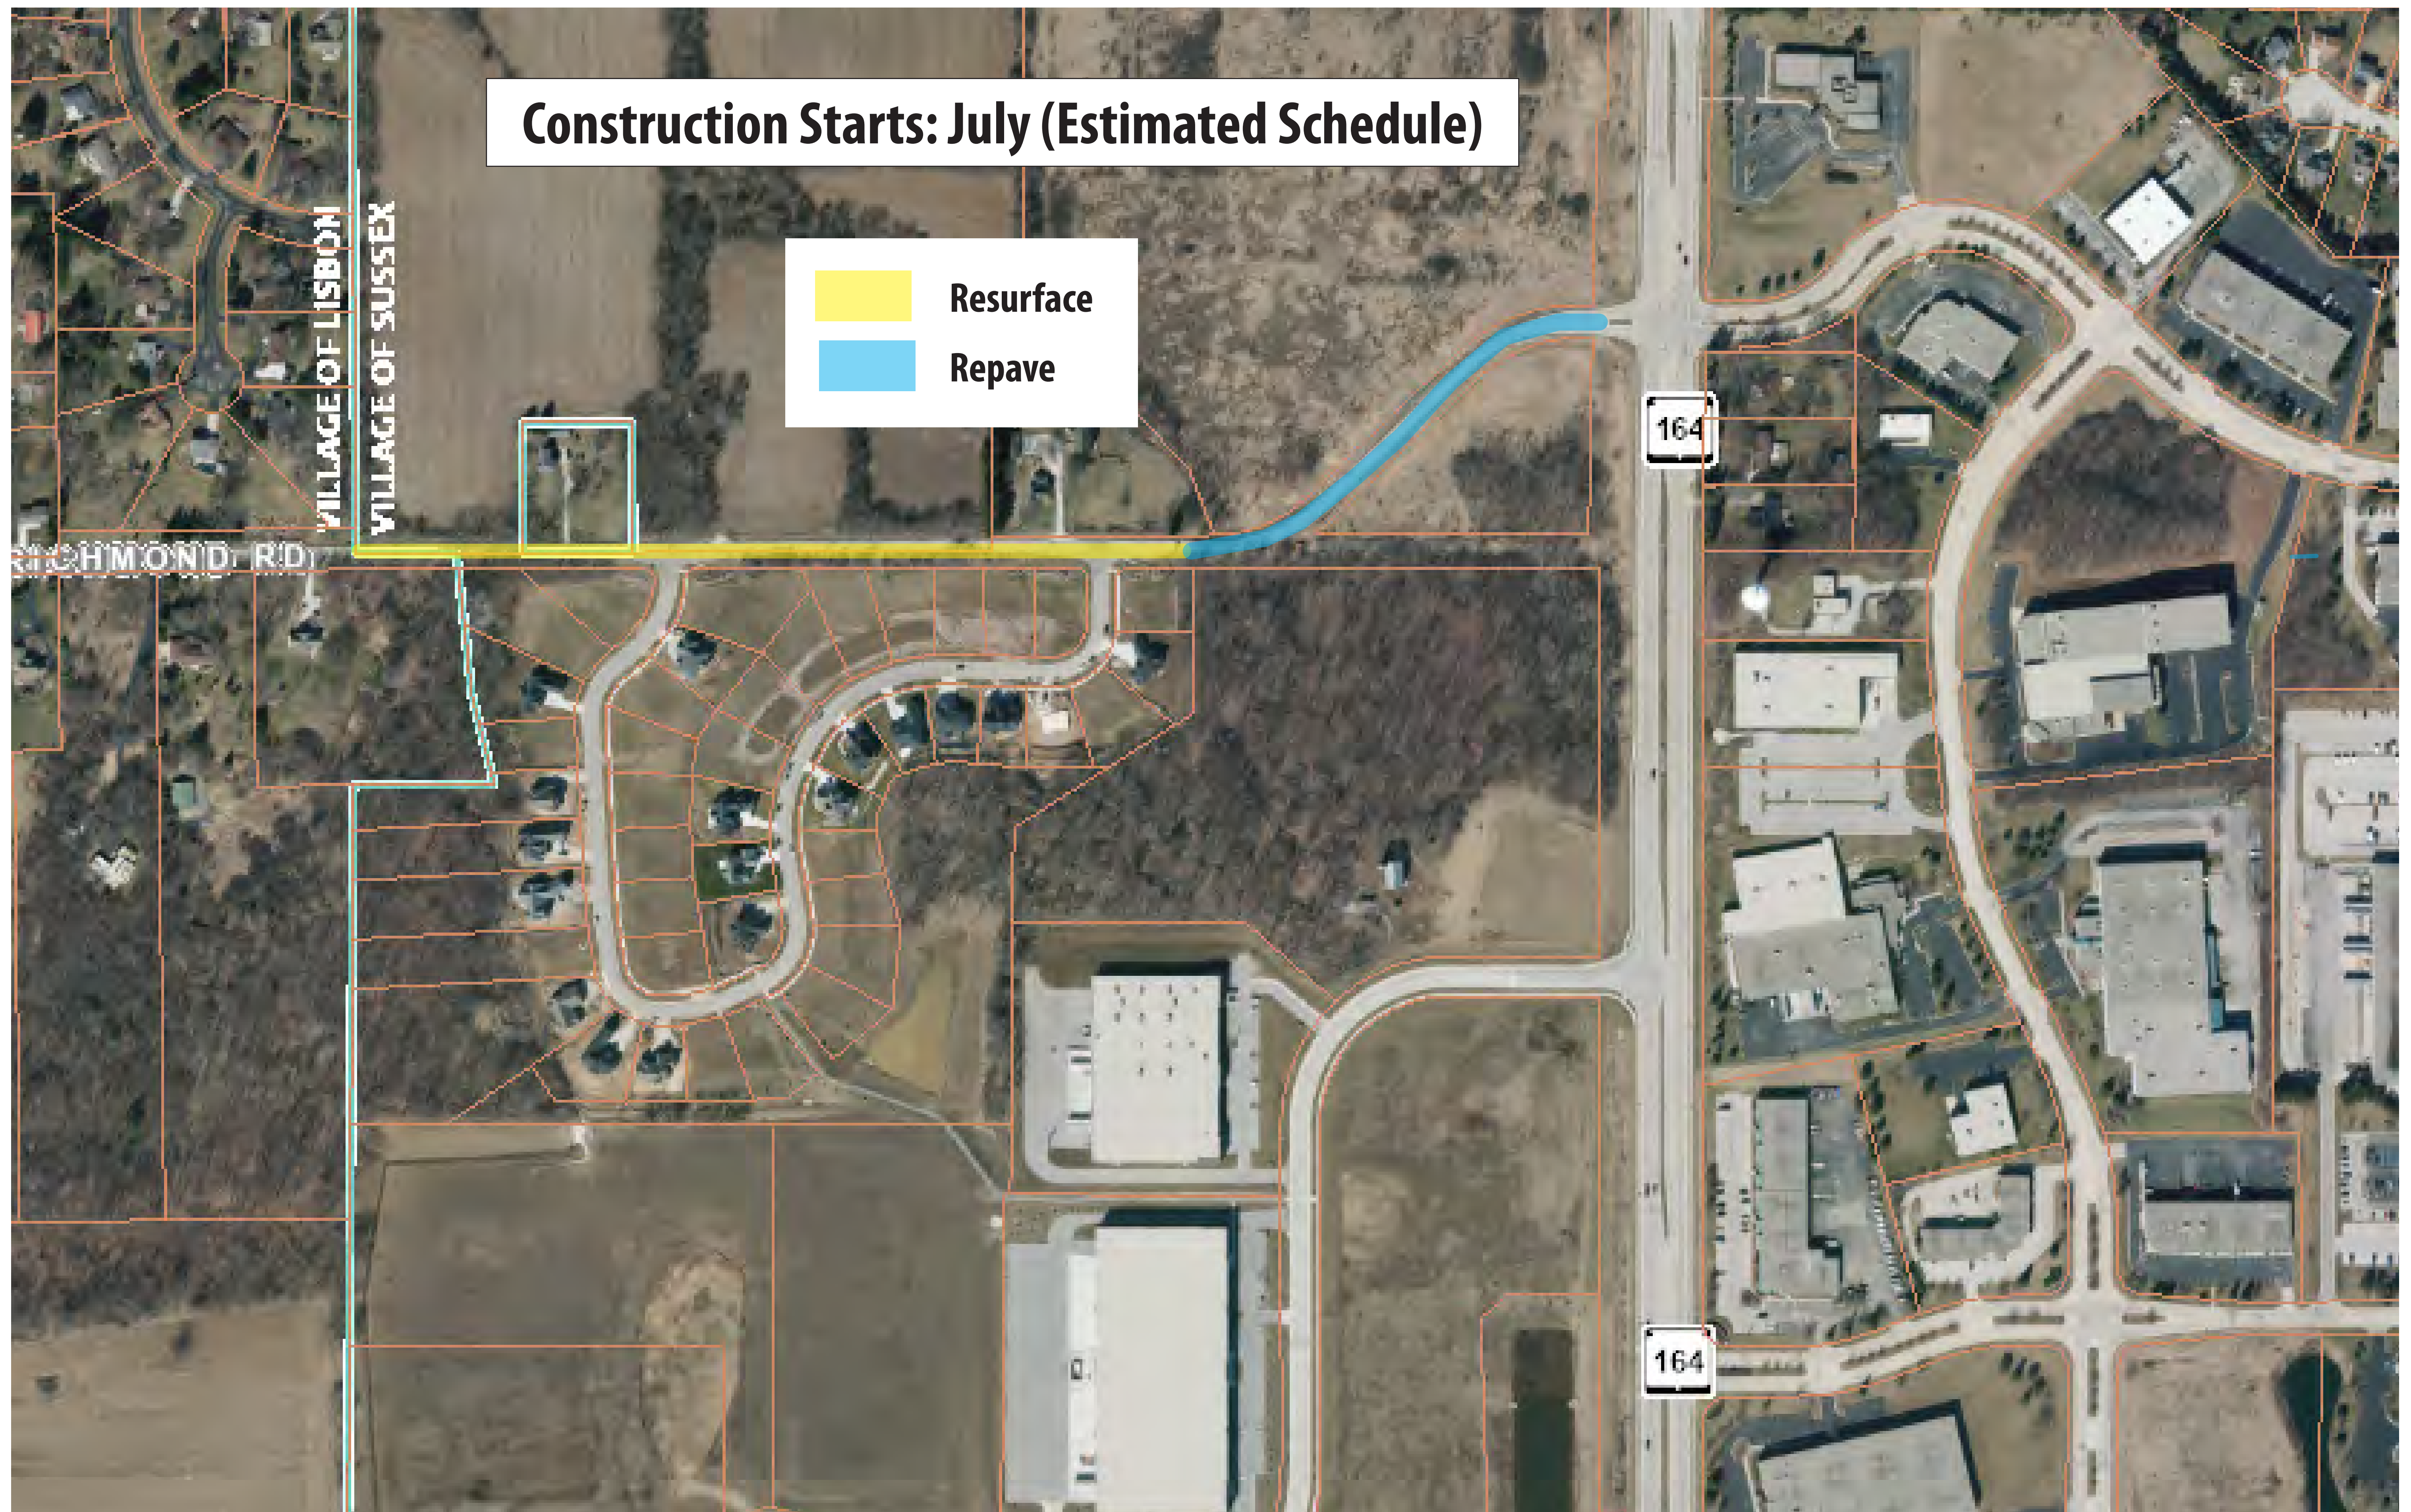 Construction Starts: July (Estimated Schedule)
VILLAGE OF LISBON
VILLAGE OF SUSSEX
Resurface
Repave
164
RICHMOND RD
164